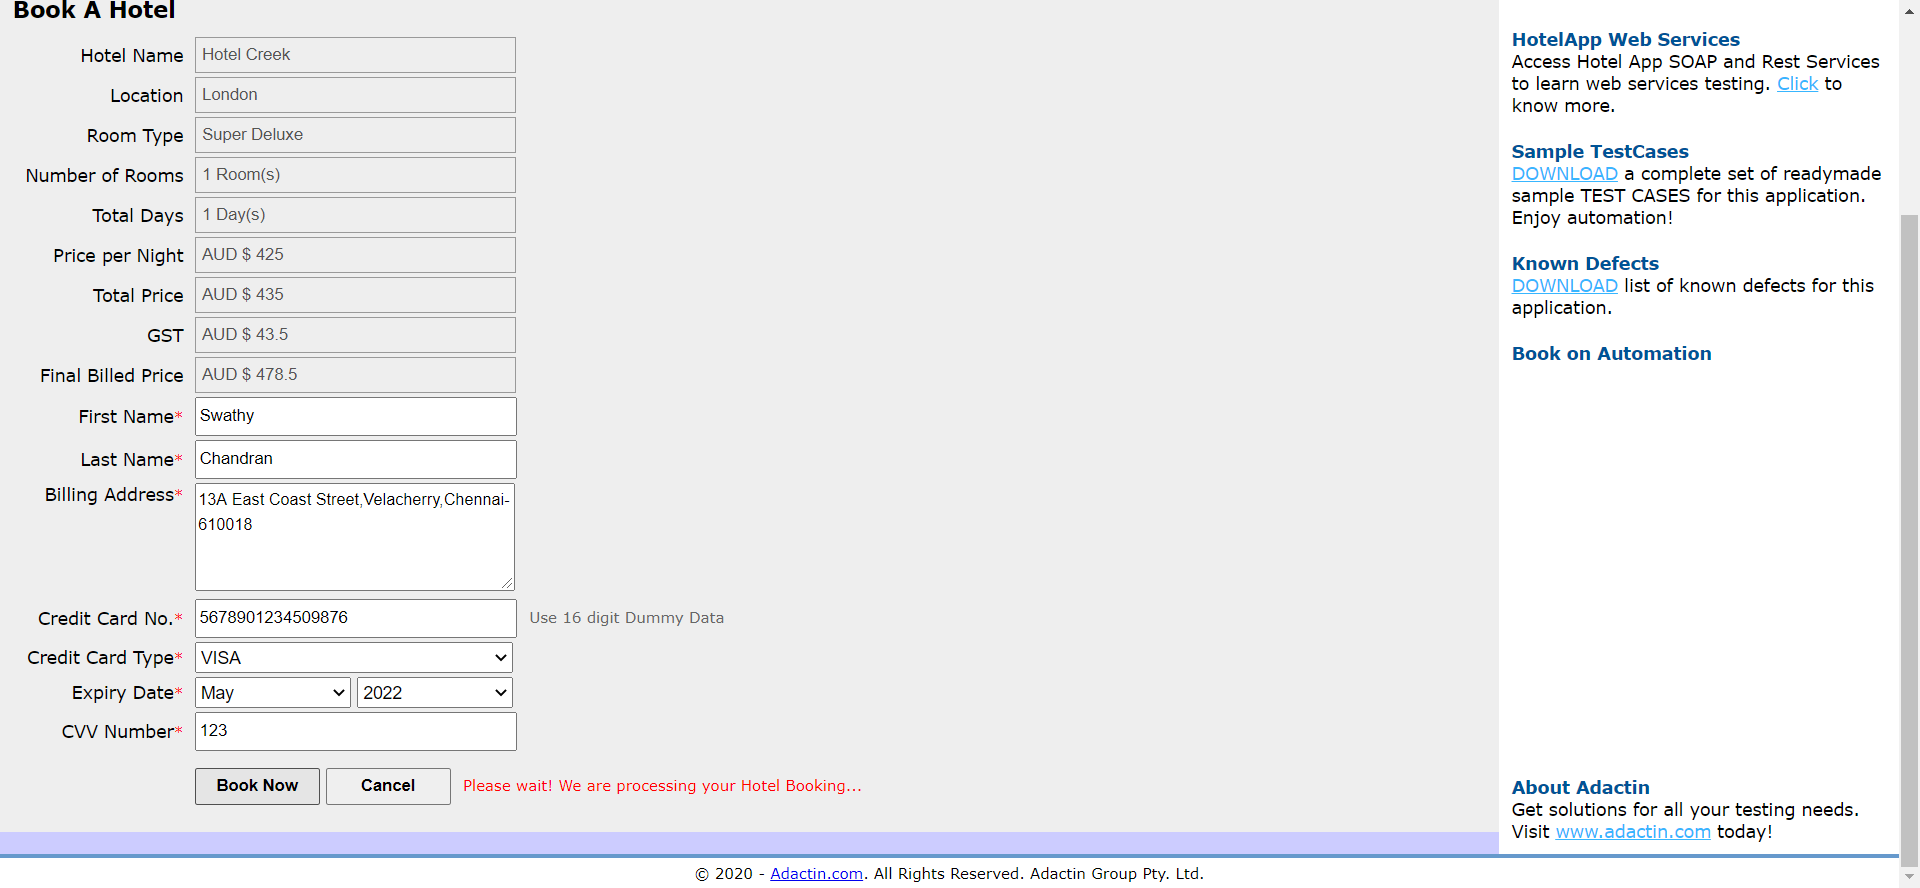 Book A Hotel
Hotel Name Hotel Creek
Location London
Room Type Super Deluxe
Number of Rooms 1 Room(s)
Total Days 1 Day(s)
Price per Night AUD $ 425
Total Price AUD $ 435
GST AUD $ 43.5
Final Billed Price AUD $ 478.5
First Name* Swathy
Last Name* Chandran
Billing Address* 13A East Coast Street,Velacherry,Chennai-
610018
Credit Card No.* 5678901234509876 Use 16 digit Dummy Data
Credit Card Type* VISA
Expiry Date* May 2022
CVV Number* 123
Book Now Cancel Please wait! We are processing your Hotel Booking...
HotelApp Web Services
Access Hotel App SOAP and Rest Services
to learn web services testing. Click to
know more.
Sample TestCases
DOWNLOAD a complete set of readymade
sample TEST CASES for this application.
Enjoy automation!
Known Defects
DOWNLOAD list of known defects for this
application.
Book on Automation
About Adactin
Get solutions for all your testing needs.
Visit www.adactin.com today!
© 2020 - Adactin.com. All Rights Reserved. Adactin Group Pty. Ltd.